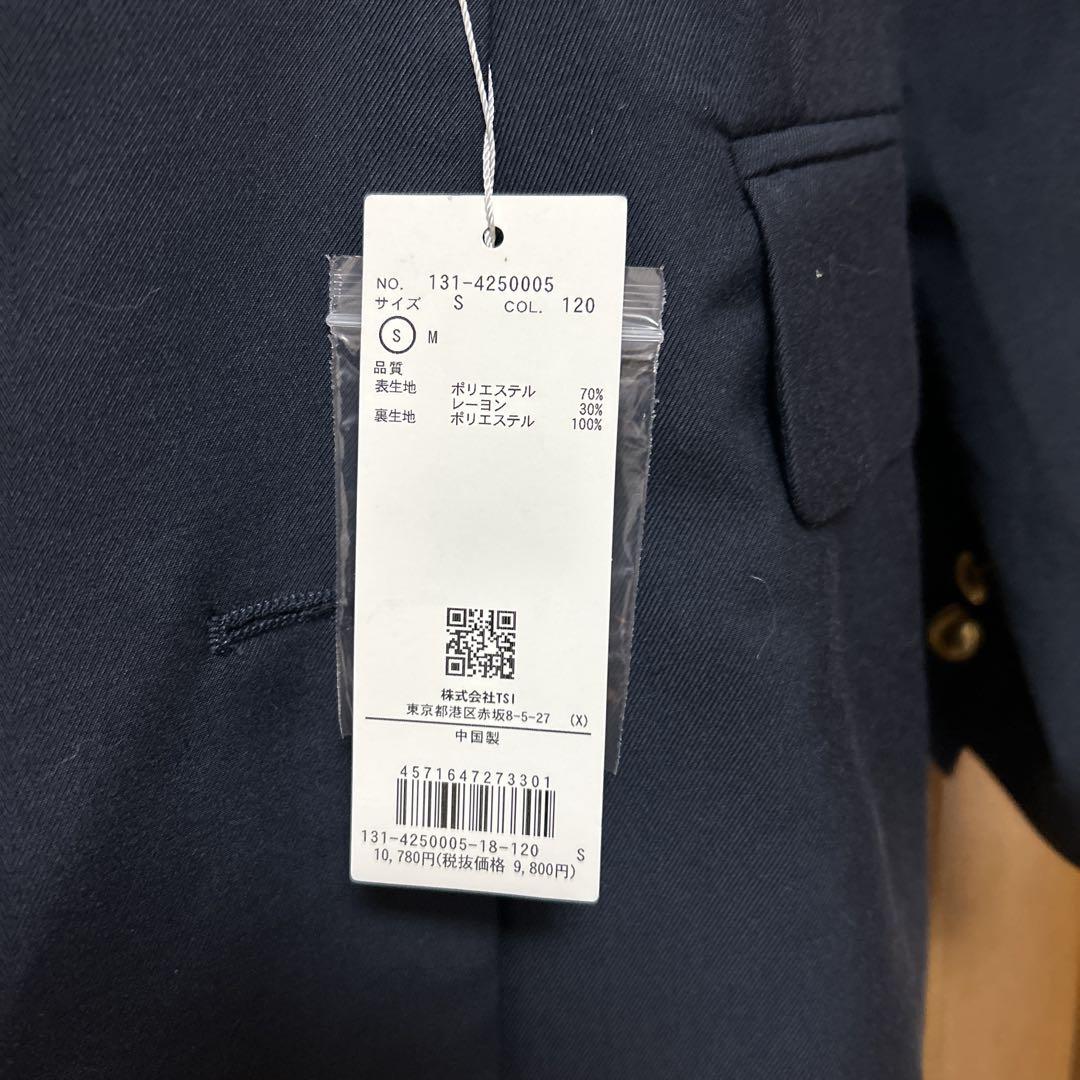 NO. 131-4250005
サイズ S COL. 120
S M
品質
表生地 ポリエステル 70%
レーヨン 30%
裏生地 ポリエステル 100%
株式会社TSI
東京都港区赤坂8-5-27 (X)
中国製
4571647273301
131-4250005-18-120 S
10,780円(税抜価格 9,800円)